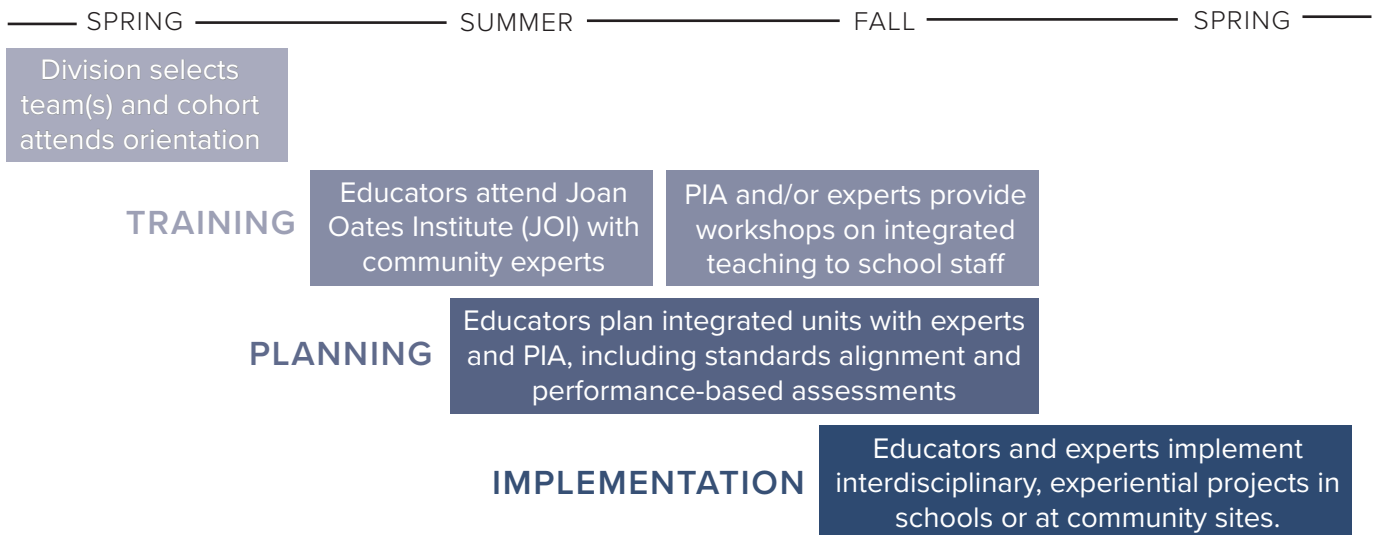 SPRING SUMMER FALL SPRING
Division selects
team(s) and cohort
attends orientation
TRAINING
Educators attend Joan
Oates Institute (JOI) with
community experts
PIA and/or experts provide
workshops on integrated
teaching to school staff
PLANNING
Educators plan integrated units with experts
and PIA, including standards alignment and
performance-based assessments
IMPLEMENTATION
Educators and experts implement
interdisciplinary, experiential projects in
schools or at community sites.